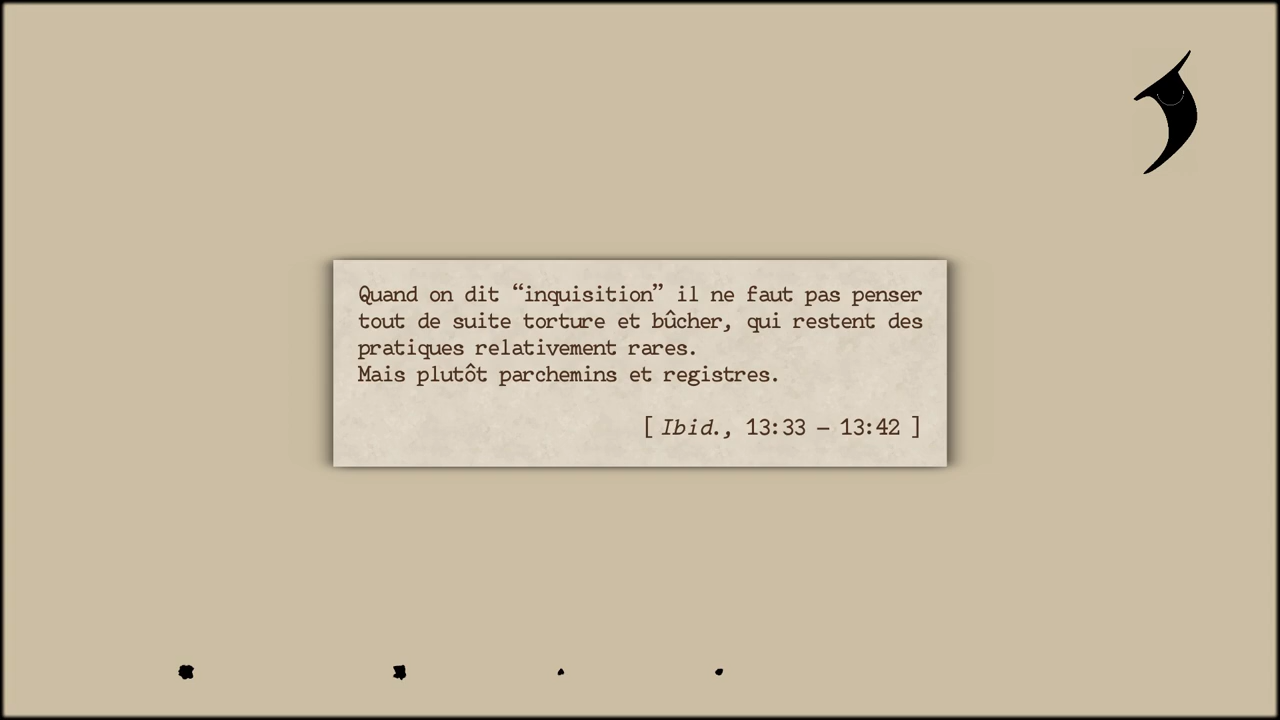 Quand on dit “inquisition” il ne faut pas penser
tout de suite torture et bûcher, qui restent des
pratiques relativement rares.
Mais plutôt parchemins et registres.
[ Ibid., 13:33 – 13:42 ]